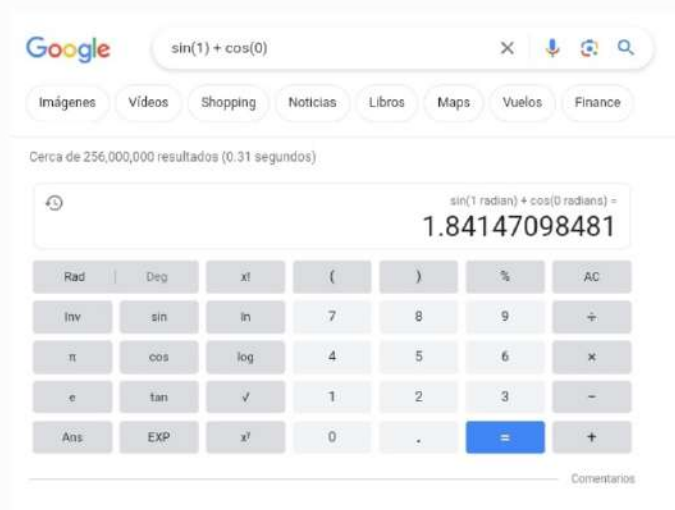 Google sin(1) + cos(0)
Imágenes Vídeos Shopping Noticias Libros Maps Vuelos Finance
Cerca de 256,000,000 resultados (0.31 segundos)
sin(1 radian) + cos(0 radians) =
1.84147098481
Rad | Deg x! ( ) % AC
Inv sin ln 7 8 9 ÷
π cos log 4 5 6 ×
e tan √ 1 2 3 −
Ans EXP xʸ 0 . = +
Comentarios